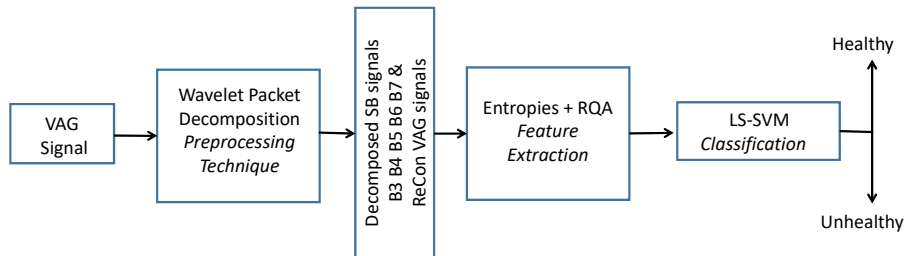 VAG
Signal
Wavelet Packet
Decomposition
Preprocessing
Technique
Decomposed SB signals
B3 B4 B5 B6 B7 &
ReCon VAG signals
Entropies + RQA
Feature
Extraction
LS-SVM
Classification
Healthy
Unhealthy